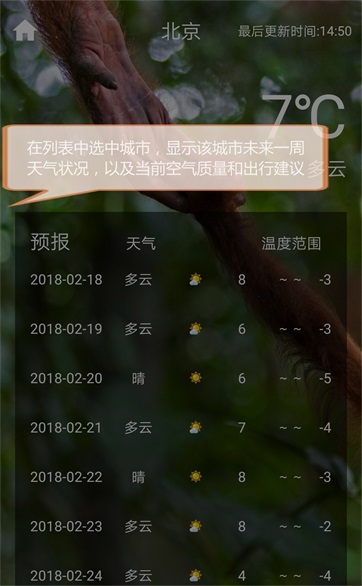 北京
最后更新时间:14:50
7℃
多云
在列表中选中城市，显示该城市未来一周
天气状况，以及当前空气质量和出行建议
预报 天气 温度范围
2018-02-18 多云 8 ~ ~ -3
2018-02-19 多云 6 ~ ~ -3
2018-02-20 晴 6 ~ ~ -5
2018-02-21 多云 7 ~ ~ -4
2018-02-22 晴 8 ~ ~ -3
2018-02-23 多云 8 ~ ~ -2
2018-02-24 多云 4 ~ ~ -4